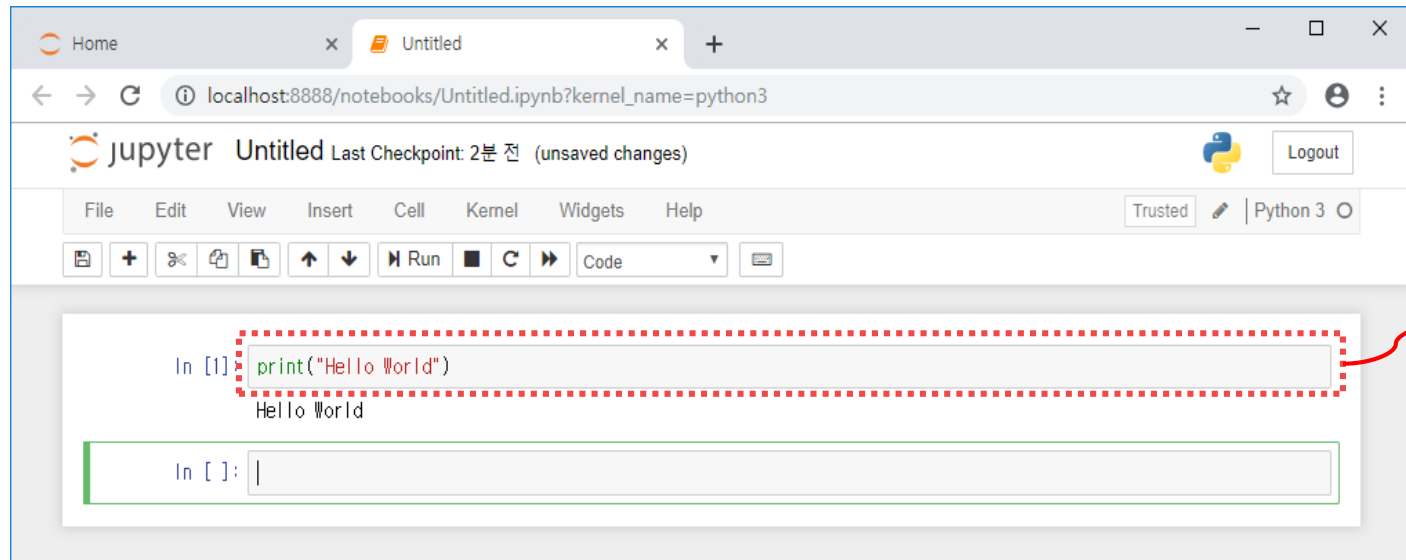 Home
Untitled
localhost:8888/notebooks/Untitled.ipynb?kernel_name=python3
jupyter Untitled Last Checkpoint: 2분 전 (unsaved changes)
Logout
File Edit View Insert Cell Kernel Widgets Help Trusted Python 3
Run Code
In [1]: print("Hello World")
Hello World
In [ ]: